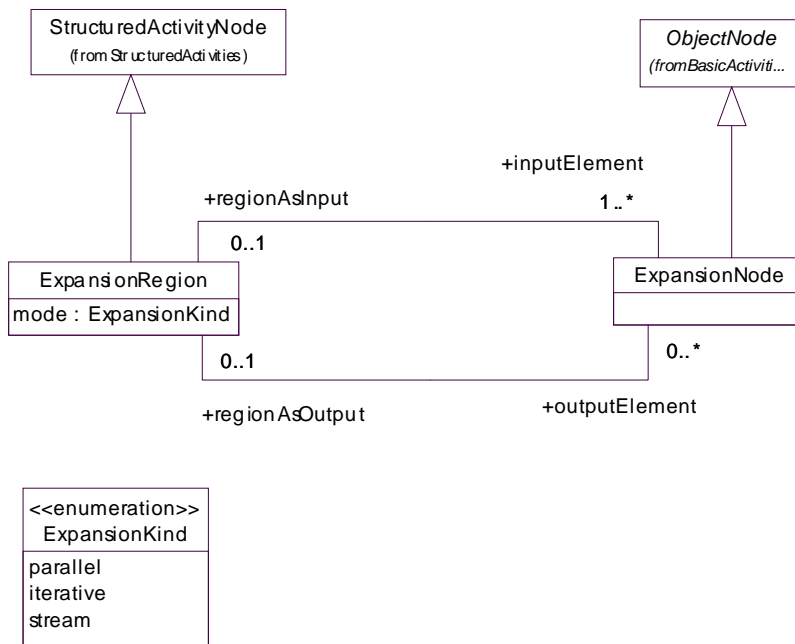 StructuredActivityNode
(from StructuredActivities)
ObjectNode
(fromBasicActiviti...
+inputElement
+regionAsInput
1..*
0..1
ExpansionRegion
mode : ExpansionKind
ExpansionNode
0..1
0..*
+regionAsOutput
+outputElement
<<enumeration>>
ExpansionKind
parallel
iterative
stream